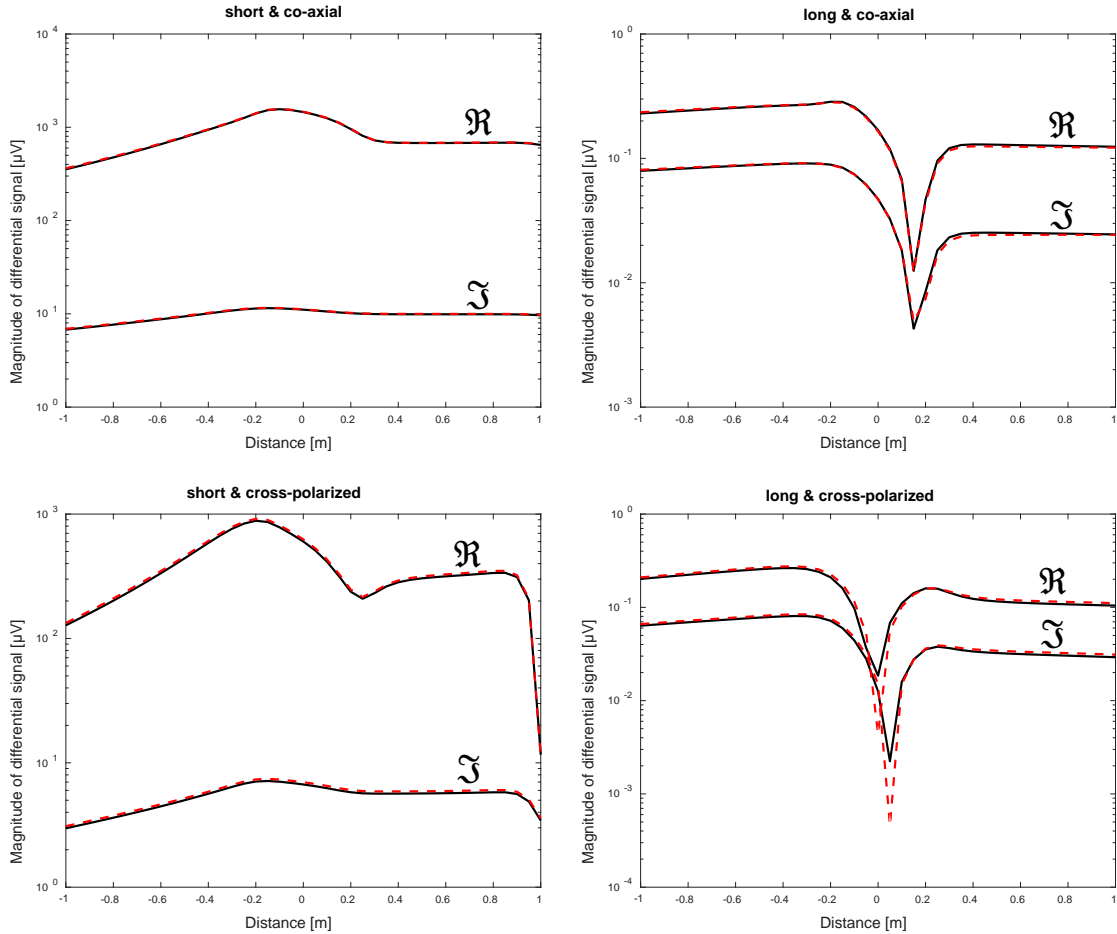 short & co-axial
Magnitude of differential signal [µV]
10^4
10^3
10^2
10^1
10^0
ℜ
ℑ
-1 -0.8 -0.6 -0.4 -0.2 0 0.2 0.4 0.6 0.8 1
Distance [m]
long & co-axial
Magnitude of differential signal [µV]
10^0
10^-1
10^-2
10^-3
ℜ
ℑ
-1 -0.8 -0.6 -0.4 -0.2 0 0.2 0.4 0.6 0.8 1
Distance [m]
short & cross-polarized
Magnitude of differential signal [µV]
10^3
10^2
10^1
10^0
ℜ
ℑ
-1 -0.8 -0.6 -0.4 -0.2 0 0.2 0.4 0.6 0.8 1
Distance [m]
long & cross-polarized
Magnitude of differential signal [µV]
10^0
10^-1
10^-2
10^-3
10^-4
ℜ
ℑ
-1 -0.8 -0.6 -0.4 -0.2 0 0.2 0.4 0.6 0.8 1
Distance [m]